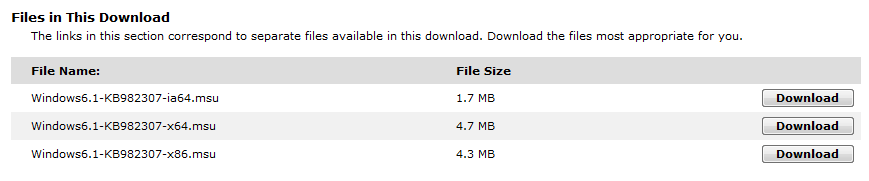 Files in This Download
The links in this section correspond to separate files available in this download. Download the files most appropriate for you.
File Name: File Size
Windows6.1-KB982307-ia64.msu 1.7 MB Download
Windows6.1-KB982307-x64.msu 4.7 MB Download
Windows6.1-KB982307-x86.msu 4.3 MB Download